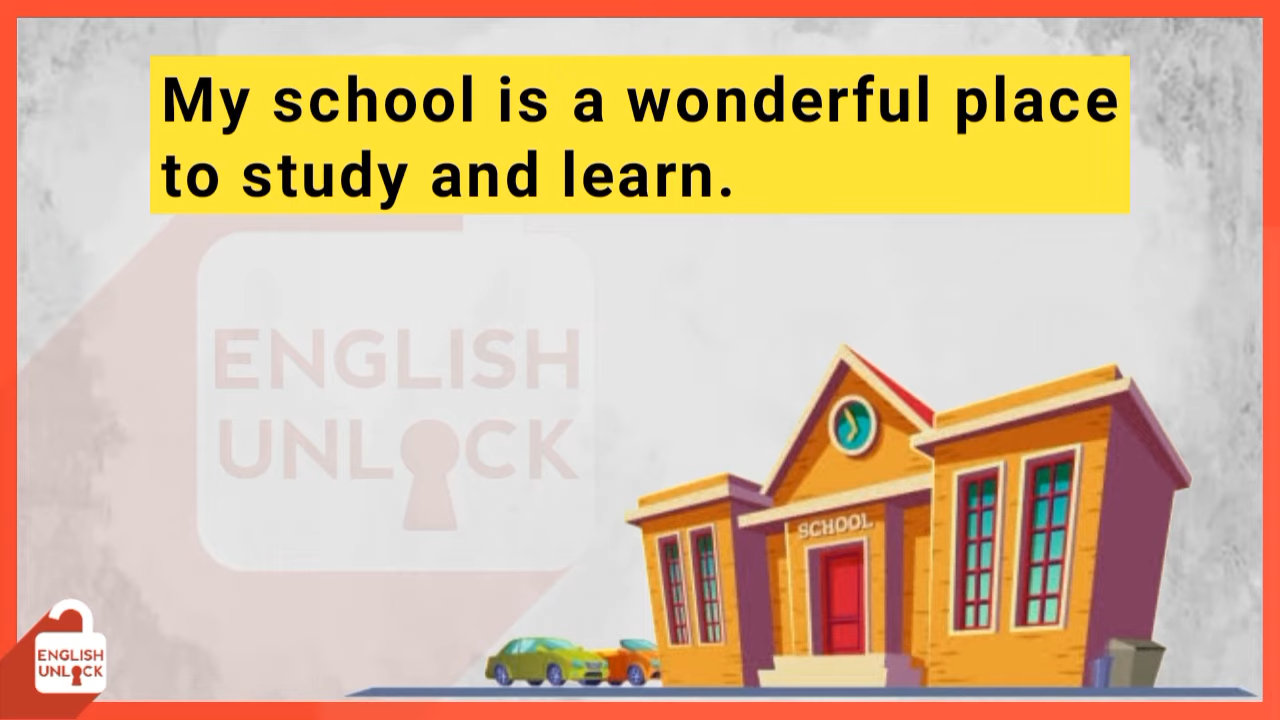 My school is a wonderful place
to study and learn.
ENGLISH
UNLOCK
SCHOOL
ENGLISH
UNLOCK